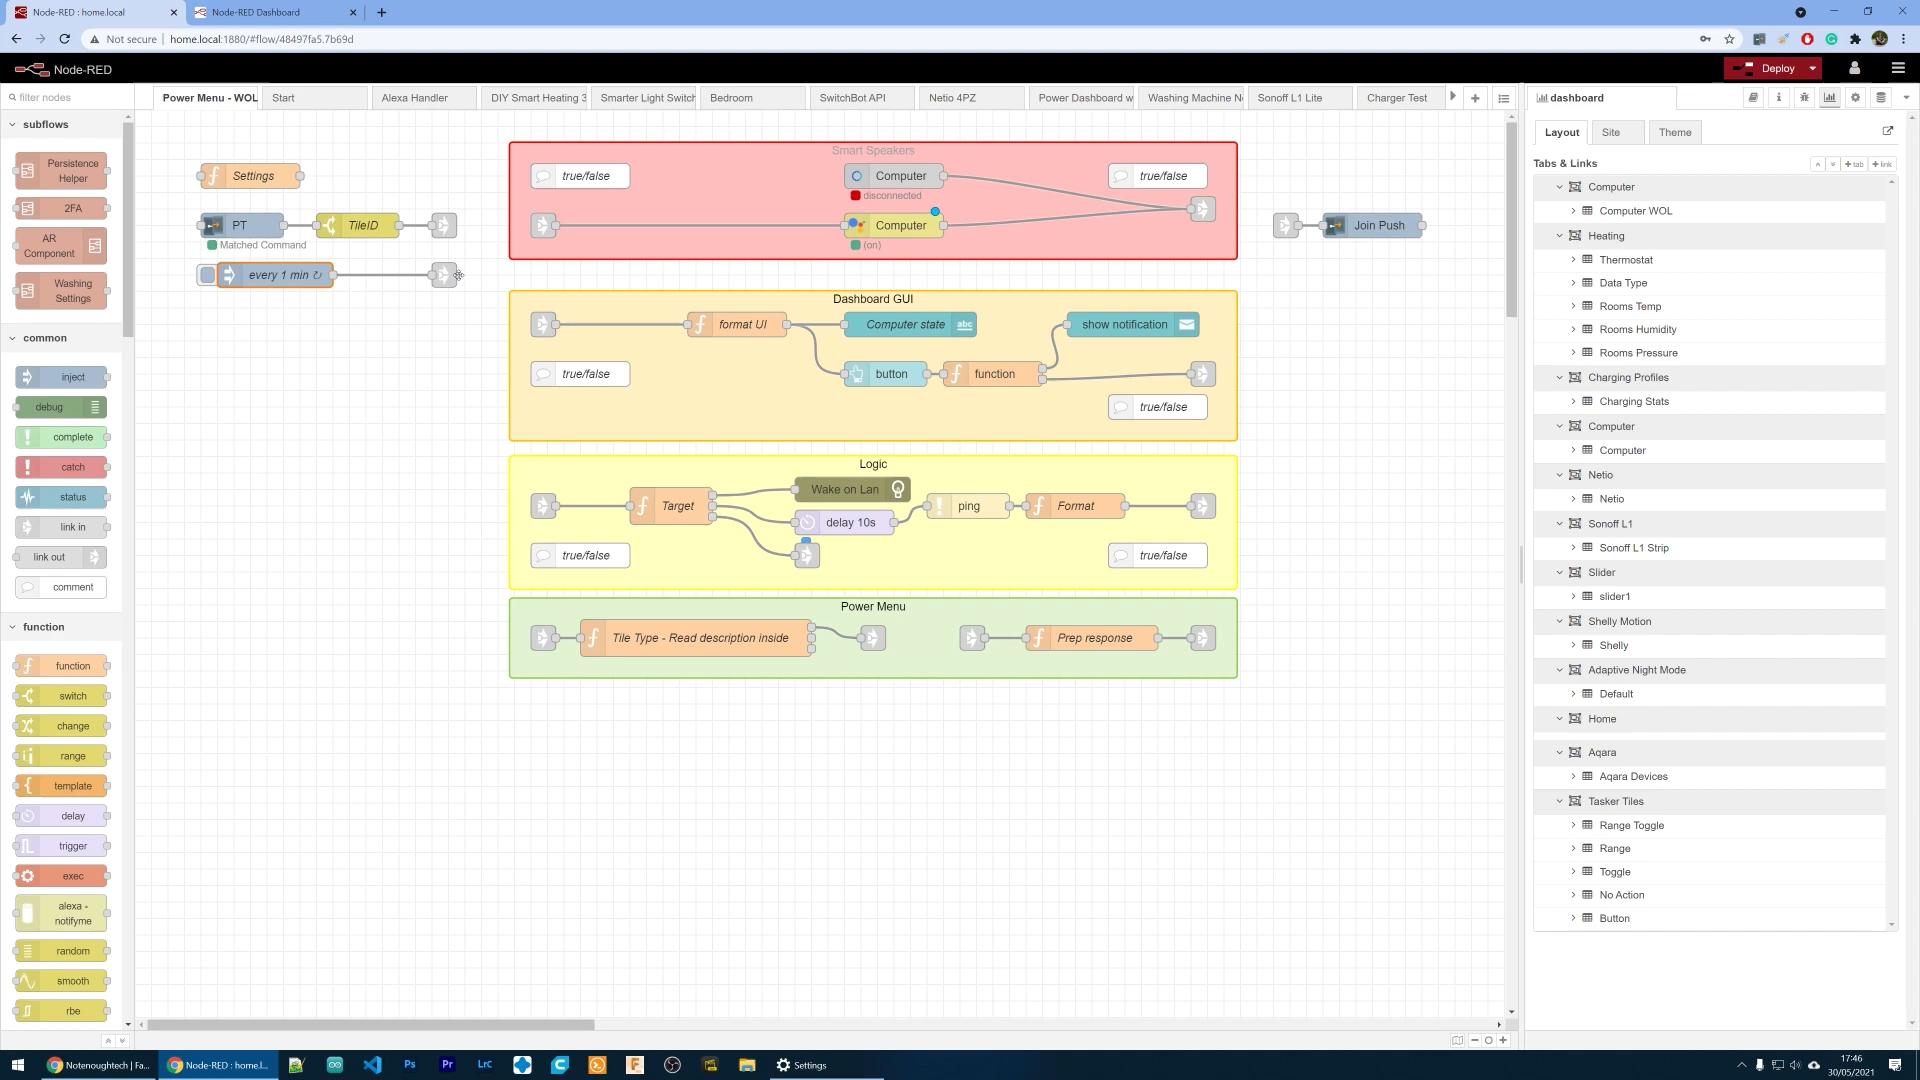 Node-RED : home.local
Node-RED Dashboard
Not secure
home.local:1880/#flow/48497fa5.7b69d
Node-RED
Deploy
filter nodes
Power Menu - WOL
Start
Alexa Handler
DIY Smart Heating 3
Smarter Light Switch
Bedroom
SwitchBot API
Netio 4PZ
Power Dashboard w
Washing Machine N
Sonoff L1 Lite
Charger Test
dashboard
subflows
Persistence
Helper
2FA
AR
Component
Washing
Settings
common
inject
debug
complete
catch
status
link in
link out
comment
function
function
switch
change
range
template
delay
trigger
exec
alexa -
notifyme
random
smooth
rbe
Settings
PT
TileID
Matched Command
every 1 min ↻
Smart Speakers
true/false
Computer
true/false
disconnected
Computer
(on)
Join Push
Dashboard GUI
format UI
Computer state
abc
show notification
true/false
button
function
true/false
Logic
Target
Wake on Lan
delay 10s
ping
Format
true/false
true/false
Power Menu
Tile Type - Read description inside
Prep response
Layout
Site
Theme
Tabs & Links
tab
link
Computer
Computer WOL
Heating
Thermostat
Data Type
Rooms Temp
Rooms Humidity
Rooms Pressure
Charging Profiles
Charging Stats
Computer
Computer
Netio
Netio
Sonoff L1
Sonoff L1 Strip
Slider
slider1
Shelly Motion
Shelly
Adaptive Night Mode
Default
Home
Aqara
Aqara Devices
Tasker Tiles
Range Toggle
Range
Toggle
No Action
Button
Notenoughtech | Fa...
Node-RED : home.l...
Ps
Pr
LrC
Settings
17:46
30/05/2021